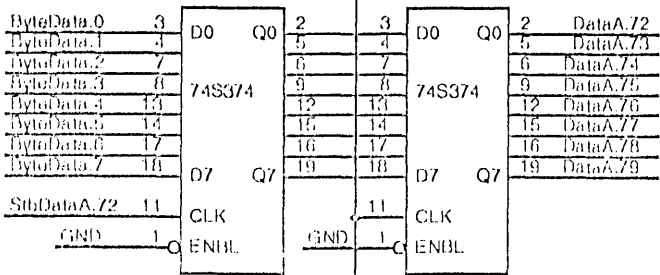 ByteData.0 3 D0 Q0 2 3 D0 Q0 2 DataA.72
ByteData.1 4 5 4 5 DataA.73
ByteData.2 7 6 7 6 DataA.74
ByteData.3 8 74S374 9 8 74S374 9 DataA.75
ByteData.4 13 12 13 12 DataA.76
ByteData.5 14 15 14 15 DataA.77
ByteData.6 17 16 17 16 DataA.78
ByteData.7 18 D7 Q7 19 18 D7 Q7 19 DataA.79
StbDataA.72 11 CLK 11 CLK
GND 1 ENBL GND 1 ENBL